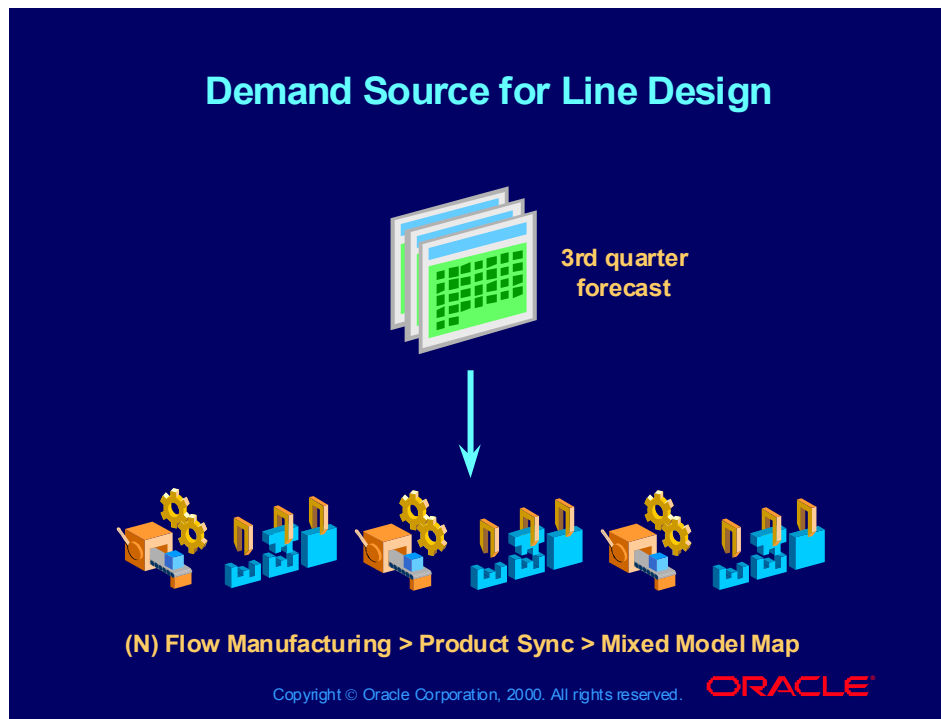 Demand Source for Line Design
3rd quarter
forecast
(N) Flow Manufacturing > Product Sync > Mixed Model Map
Copyright © Oracle Corporation, 2000. All rights reserved.
ORACLE®